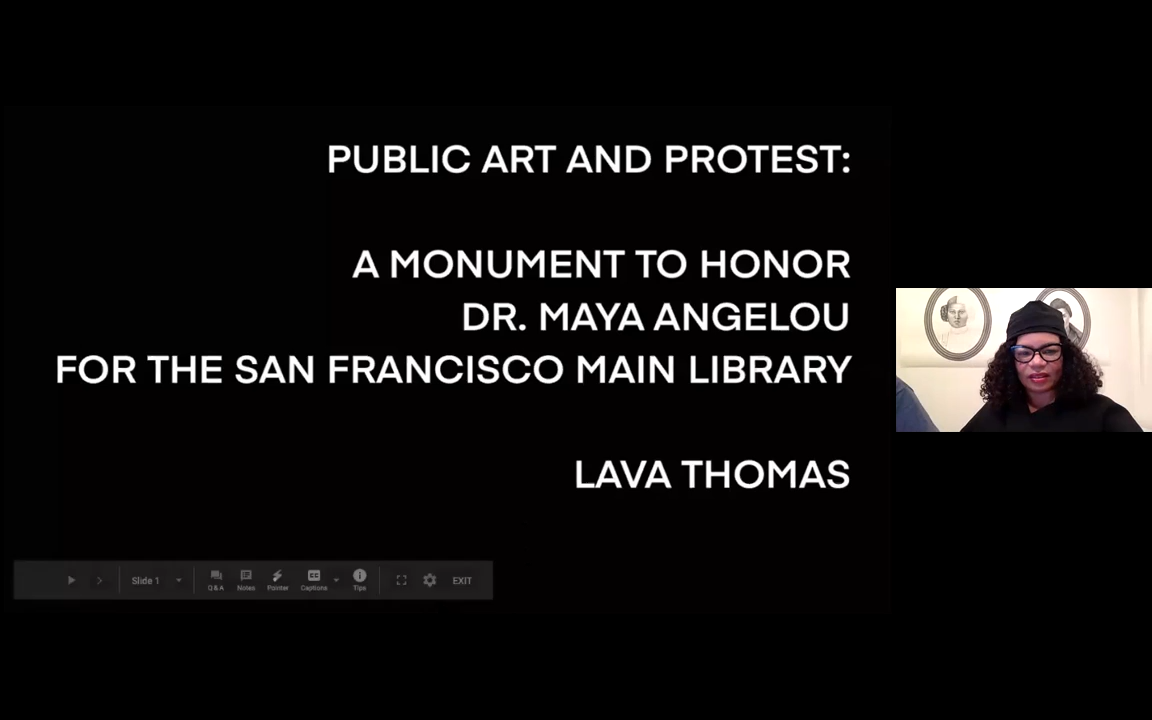 PUBLIC ART AND PROTEST:
A MONUMENT TO HONOR
DR. MAYA ANGELOU
FOR THE SAN FRANCISCO MAIN LIBRARY
LAVA THOMAS
Slide 1
Q & A
Notes
Pointer
CC
Captions
Tips
EXIT